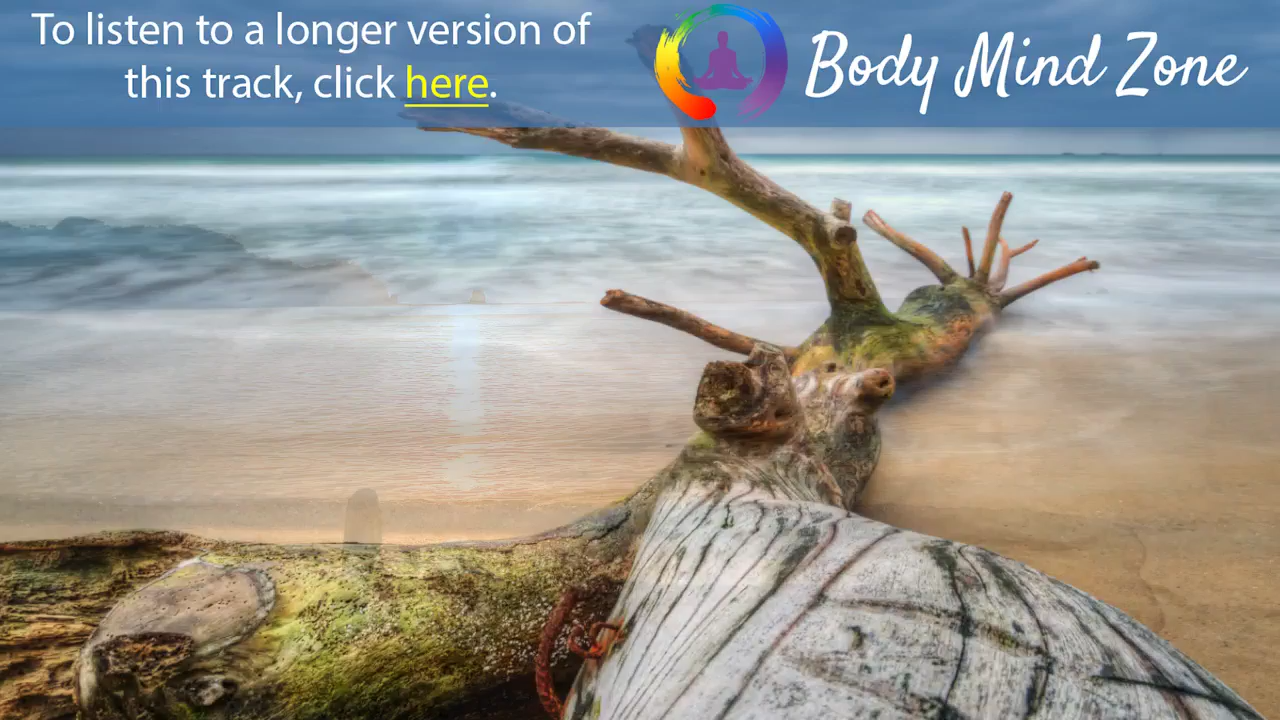 To listen to a longer version of
this track, click here.
Body Mind Zone